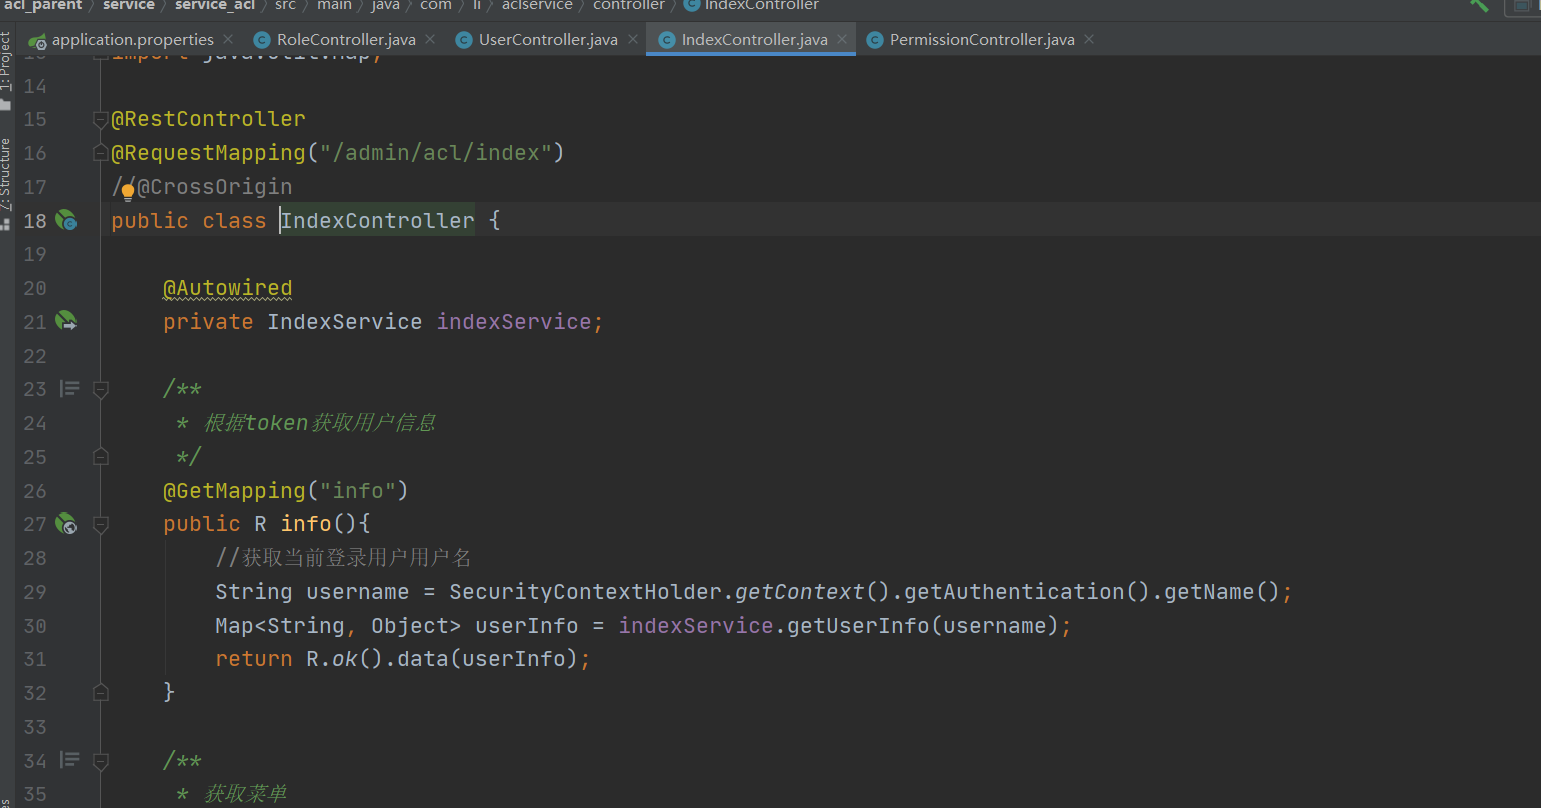 acl_parent 〉 service 〉 service_acl 〉 src 〉 main 〉 java 〉 com 〉 li 〉 aclservice 〉 controller 〉 IndexController
application.properties RoleController.java UserController.java IndexController.java PermissionController.java
1: Project
Z: Structure
import java.util.Map;
14
15 @RestController
16 @RequestMapping("/admin/acl/index")
17 //@CrossOrigin
18 public class IndexController {
19
20 @Autowired
21 private IndexService indexService;
22
23 /**
24 * 根据token获取用户信息
25 */
26 @GetMapping("info")
27 public R info(){
28 //获取当前登录用户用户名
29 String username = SecurityContextHolder.getContext().getAuthentication().getName();
30 Map<String, Object> userInfo = indexService.getUserInfo(username);
31 return R.ok().data(userInfo);
32 }
33
34 /**
35 * 获取菜单